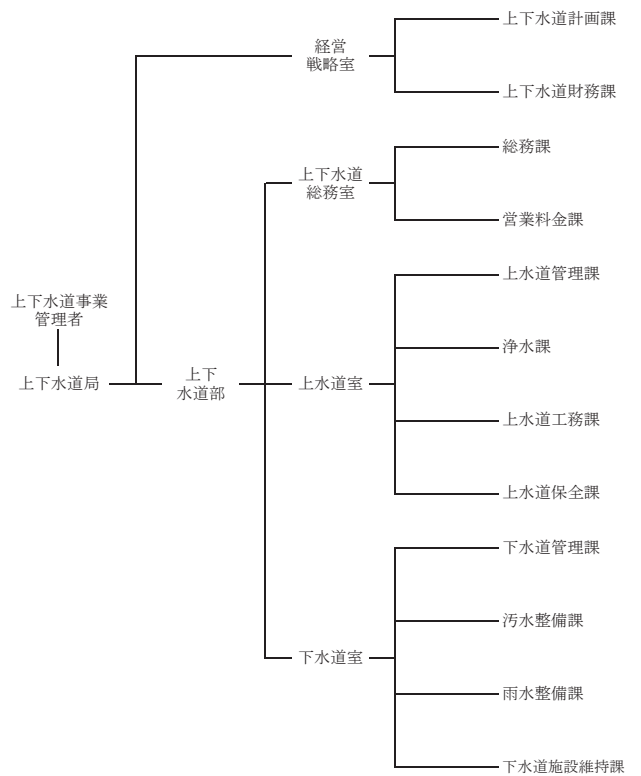 上下水道事業
管理者
上下水道局
経営
戦略室
上下水道計画課
上下水道財務課
上下
水道部
上下水道
総務室
総務課
営業料金課
上水道室
上水道管理課
浄水課
上水道工務課
上水道保全課
下水道室
下水道管理課
汚水整備課
雨水整備課
下水道施設維持課